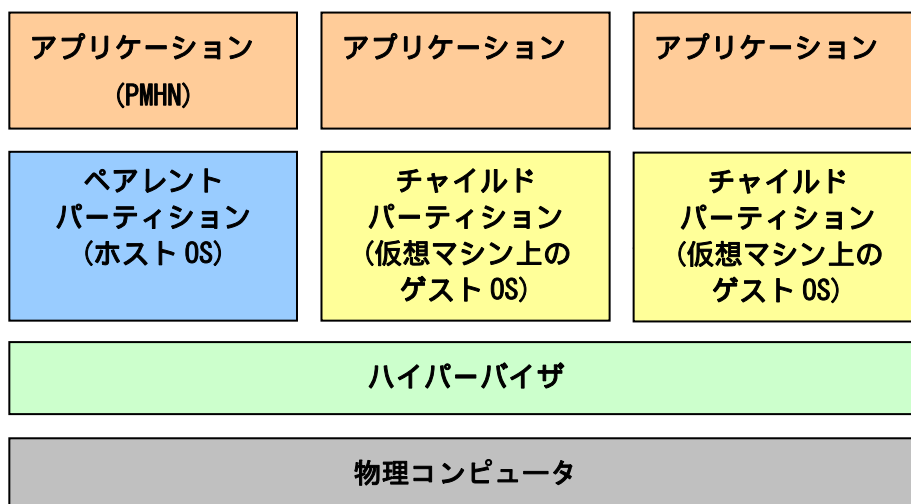 アプリケーション
(PMHN)
アプリケーション
アプリケーション
ペアレント
パーティション
(ホスト OS)
チャイルド
パーティション
(仮想マシン上の
ゲスト OS)
チャイルド
パーティション
(仮想マシン上の
ゲスト OS)
ハイパーバイザ
物理コンピュータ